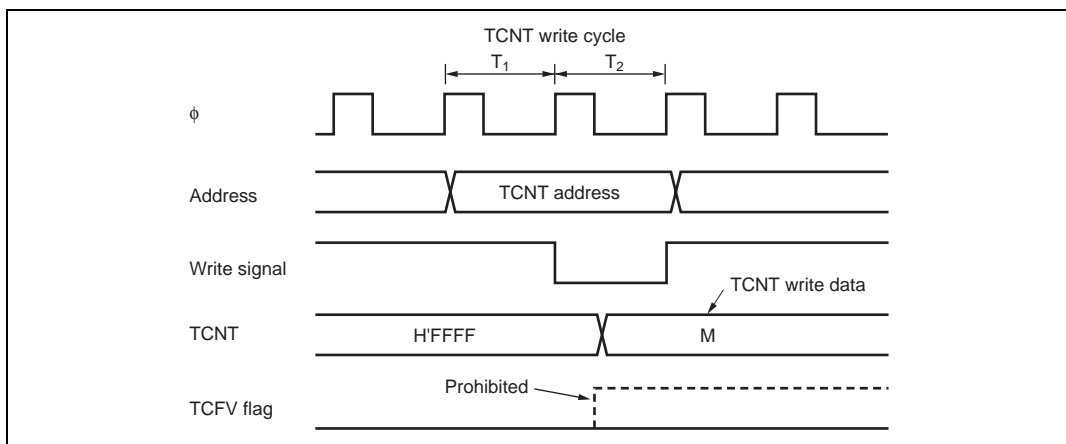 TCNT write cycle
T1 T2
ϕ
Address
TCNT address
Write signal
TCNT write data
TCNT
H'FFFF
M
Prohibited
TCFV flag